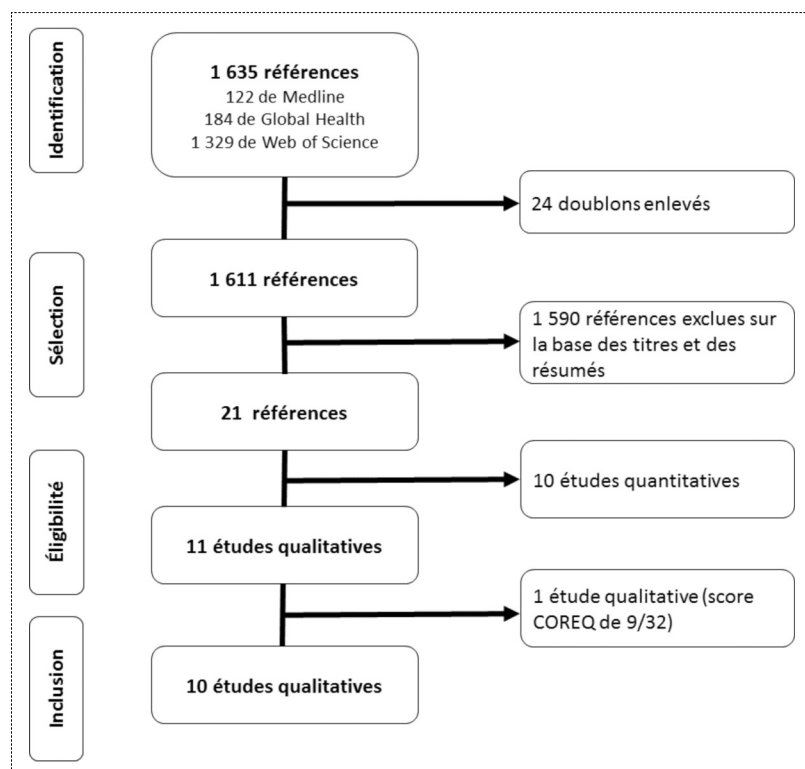 Identification
1 635 références
122 de Medline
184 de Global Health
1 329 de Web of Science
24 doublons enlevés
Sélection
1 611 références
1 590 références exclues sur
la base des titres et des
résumés
21 références
Éligibilité
10 études quantitatives
11 études qualitatives
1 étude qualitative (score
COREQ de 9/32)
Inclusion
10 études qualitatives